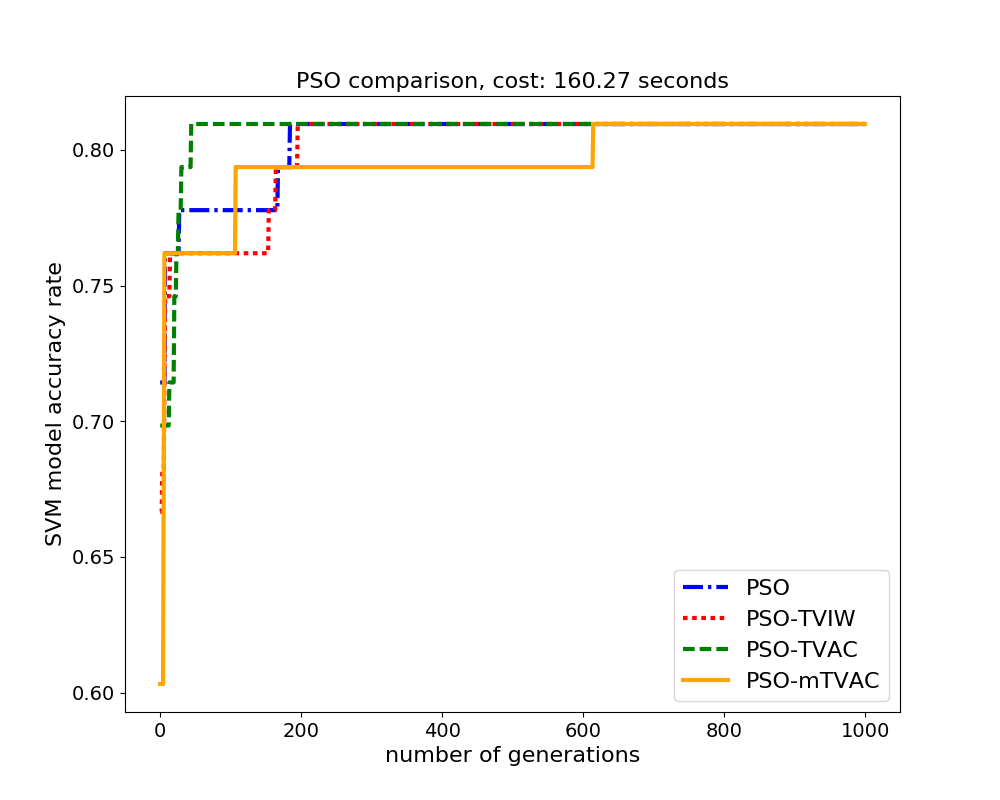 PSO comparison, cost: 160.27 seconds
SVM model accuracy rate
0.80
0.75
0.70
0.65
0.60
0 200 400 600 800 1000
number of generations
PSO
PSO-TVIW
PSO-TVAC
PSO-mTVAC